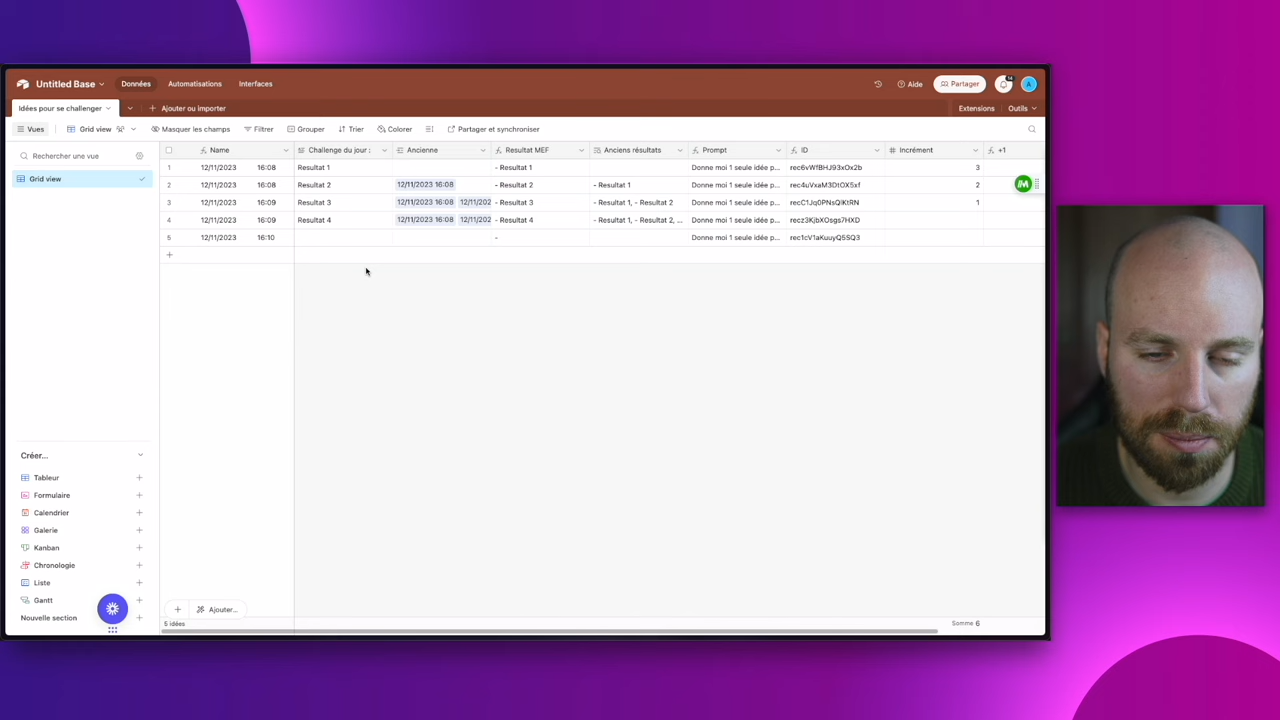 Untitled Base Données Automatisations Interfaces Aide Partager 14 A
Idées pour se challenger Ajouter ou importer Extensions Outils
Vues Grid view Masquer les champs Filtrer Grouper Trier Colorer Partager et synchroniser
Recherche une vue
Grid view
Name Challenge du jour : Ancienne Resultat MEF Anciens résultats Prompt ID Incrément +1
1 12/11/2023 16:08 Resultat 1 - Resultat 1 Donne moi 1 seule idée p... rec6vWfBHJ93xOx2b 3
2 12/11/2023 16:08 Resultat 2 12/11/2023 16:08 - Resultat 2 - Resultat 1 Donne moi 1 seule idée p... rec4uVxaM3DtOX5xf 2
3 12/11/2023 16:09 Resultat 3 12/11/2023 16:08 12/11/202 - Resultat 3 - Resultat 1, - Resultat 2 Donne moi 1 seule idée p... recC1Jq0PNsQlKtRN 1
4 12/11/2023 16:09 Resultat 4 12/11/2023 16:08 12/11/202 - Resultat 4 - Resultat 1, - Resultat 2, ... Donne moi 1 seule idée p... recz3KjbXOsgs7HXD
5 12/11/2023 16:10 - Donne moi 1 seule idée p... rec1cV1aKuuyQ5SQ3
+
Créer...
Tableur
Formulaire
Calendrier
Galerie
Kanban
Chronologie
Liste
Gantt
Nouvelle section
+ Ajouter...
5 idées Somme 6